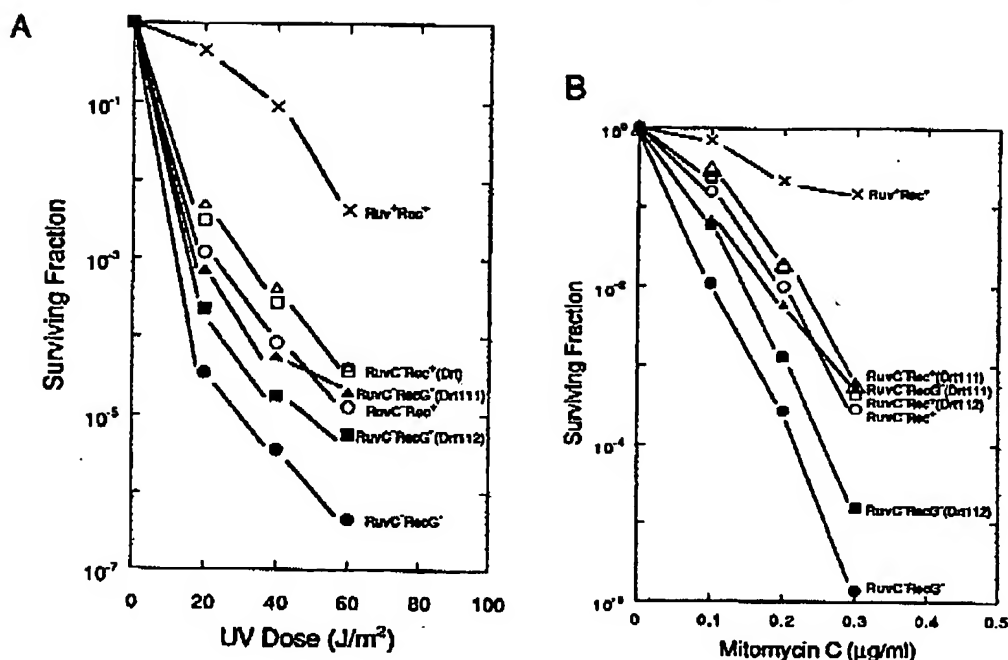 A
10-1
10-3
10-5
10-7
Surviving Fraction
0 20 40 60 80 100
UV Dose (J/m2)
Ruv+Rec+
RuvC-Rec+(Drt)
RuvC-RecG-(Drt111)
RuvC-Rec+
RuvC-RecG-(Drt112)
RuvC-RecG-
B
100
10-2
10-4
Surviving Fraction
0 0.1 0.2 0.3 0.4 0.5
Mitomycin C (μg/ml)
Ruv+Rec+
RuvC-Rec+(Drt111)
RuvC-RecG-(Drt111)
RuvC-Rec+(Drt112)
RuvC-Rec+
RuvC-RecG-(Drt112)
RuvC-RecG-